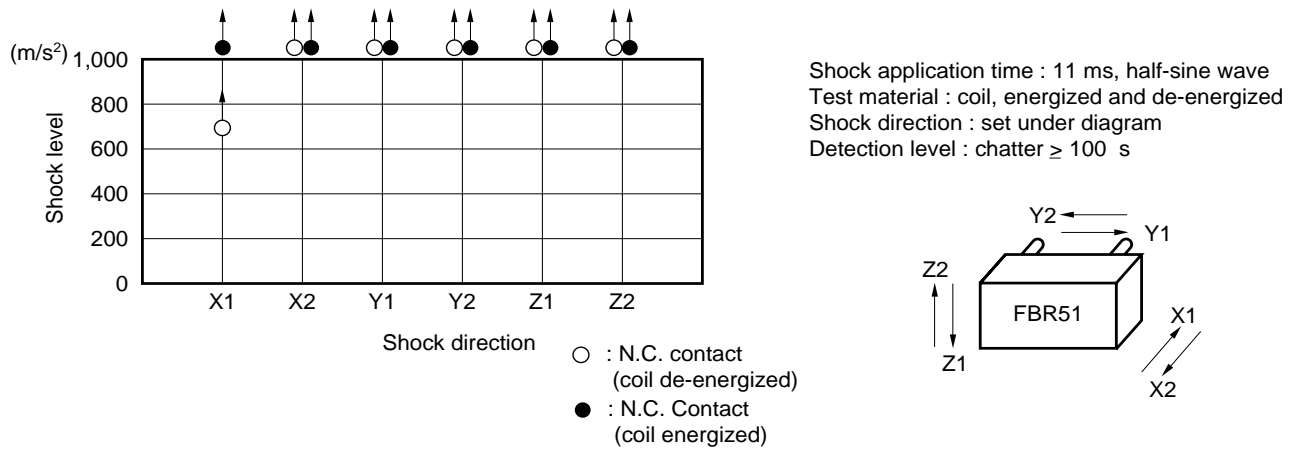 (m/s²)
1,000
800
600
400
200
0
Shock level
X1 X2 Y1 Y2 Z1 Z2
Shock direction
○ : N.C. contact
(coil de-energized)
● : N.C. Contact
(coil energized)
Shock application time : 11 ms, half-sine wave
Test material : coil, energized and de-energized
Shock direction : set under diagram
Detection level : chatter ≥ 100 s
Y2
Y1
Z2
Z1
FBR51
X1
X2